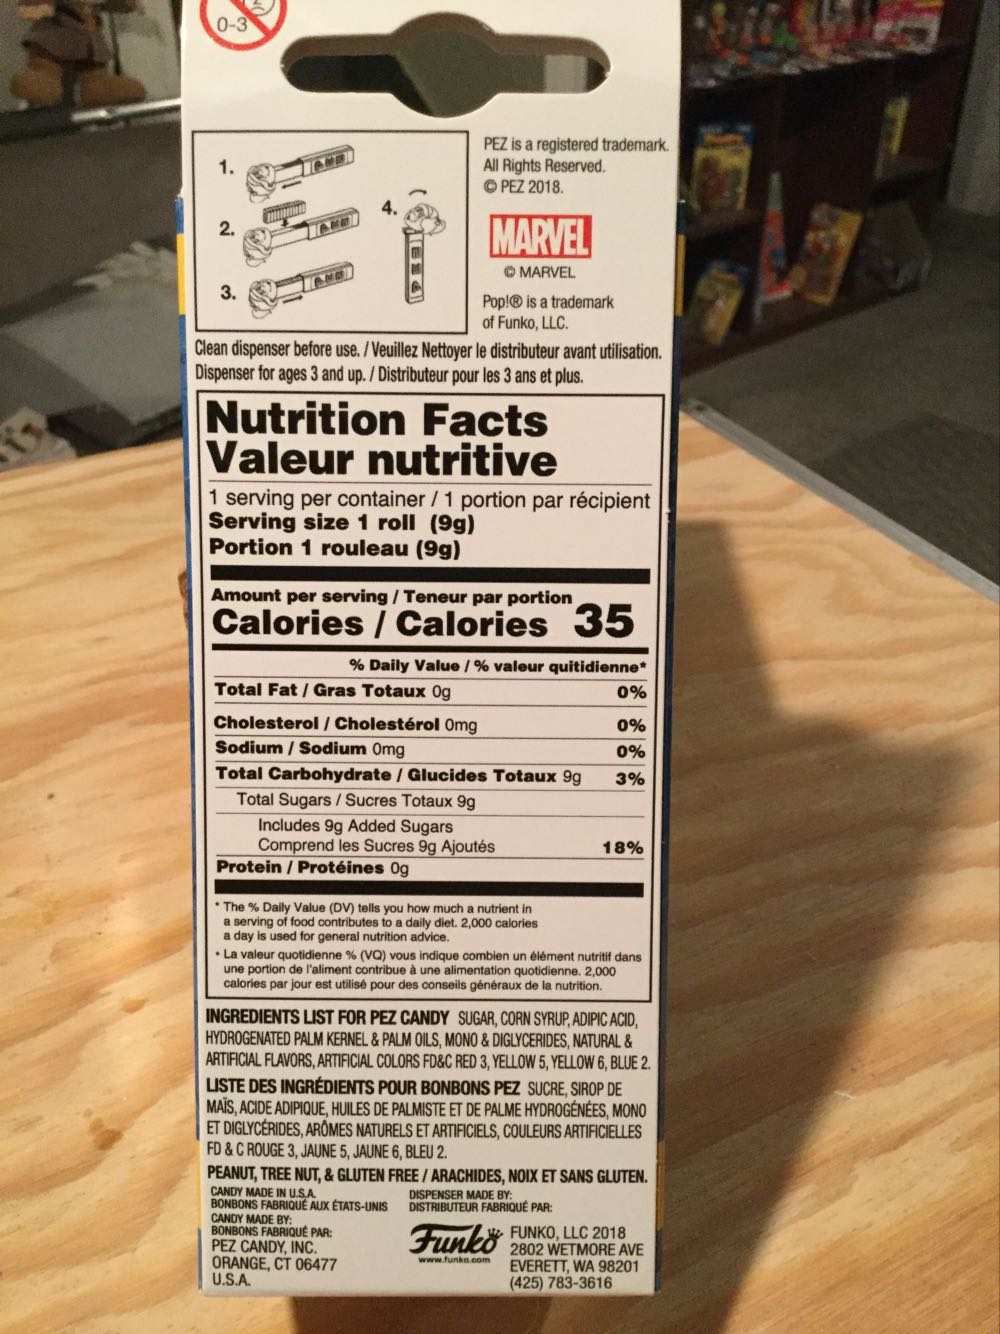 0-3
1.
2.
3.
4.
PEZ is a registered trademark.
All Rights Reserved.
© PEZ 2018.
MARVEL
© MARVEL
Pop!® is a trademark
of Funko, LLC.
Clean dispenser before use. / Veuillez Nettoyer le distributeur avant utilisation.
Dispenser for ages 3 and up. / Distributeur pour les 3 ans et plus.
Nutrition Facts
Valeur nutritive
1 serving per container / 1 portion par récipient
Serving size 1 roll (9g)
Portion 1 rouleau (9g)
Amount per serving / Teneur par portion
Calories / Calories 35
% Daily Value / % valeur quitidienne*
Total Fat / Gras Totaux 0g 0%
Cholesterol / Cholestérol 0mg 0%
Sodium / Sodium 0mg 0%
Total Carbohydrate / Glucides Totaux 9g 3%
Total Sugars / Sucres Totaux 9g
Includes 9g Added Sugars
Comprend les Sucres 9g Ajoutés 18%
Protein / Protéines 0g
* The % Daily Value (DV) tells you how much a nutrient in
a serving of food contributes to a daily diet. 2,000 calories
a day is used for general nutrition advice.
* La valeur quotidienne % (VQ) vous indique combien un élément nutritif dans
une portion de l'aliment contribue à une alimentation quotidienne. 2,000
calories par jour est utilisé pour des conseils généraux de la nutrition.
INGREDIENTS LIST FOR PEZ CANDY SUGAR, CORN SYRUP, ADIPIC ACID,
HYDROGENATED PALM KERNEL & PALM OILS, MONO & DIGLYCERIDES, NATURAL &
ARTIFICIAL FLAVORS, ARTIFICIAL COLORS FD&C RED 3, YELLOW 5, YELLOW 6, BLUE 2.
LISTE DES INGRÉDIENTS POUR BONBONS PEZ SUCRE, SIROP DE
MAÏS, ACIDE ADIPIQUE, HUILES DE PALMISTE ET DE PALME HYDROGÉNÉES, MONO
ET DIGLYCÉRIDES, ARÔMES NATURELS ET ARTIFICIELS, COULEURS ARTIFICIELLES
FD & C ROUGE 3, JAUNE 5, JAUNE 6, BLEU 2.
PEANUT, TREE NUT, & GLUTEN FREE / ARACHIDES, NOIX ET SANS GLUTEN.
CANDY MADE IN U.S.A.
BONBONS FABRIQUÉ AUX ÉTATS-UNIS
CANDY MADE BY:
BONBONS FABRIQUÉ PAR:
PEZ CANDY, INC.
ORANGE, CT 06477
U.S.A.
DISPENSER MADE BY:
DISTRIBUTEUR FABRIQUÉ PAR:
Funko
www.funko.com
FUNKO, LLC 2018
2802 WETMORE AVE
EVERETT, WA 98201
(425) 783-3616